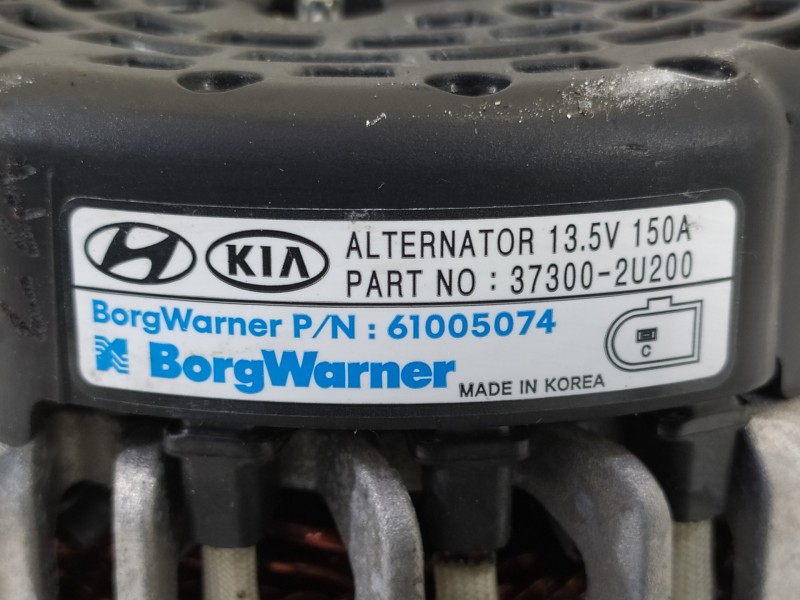 KIA ALTERNATOR 13.5V 150A
PART NO : 37300-2U200
BorgWarner P/N : 61005074
BorgWarner MADE IN KOREA
C